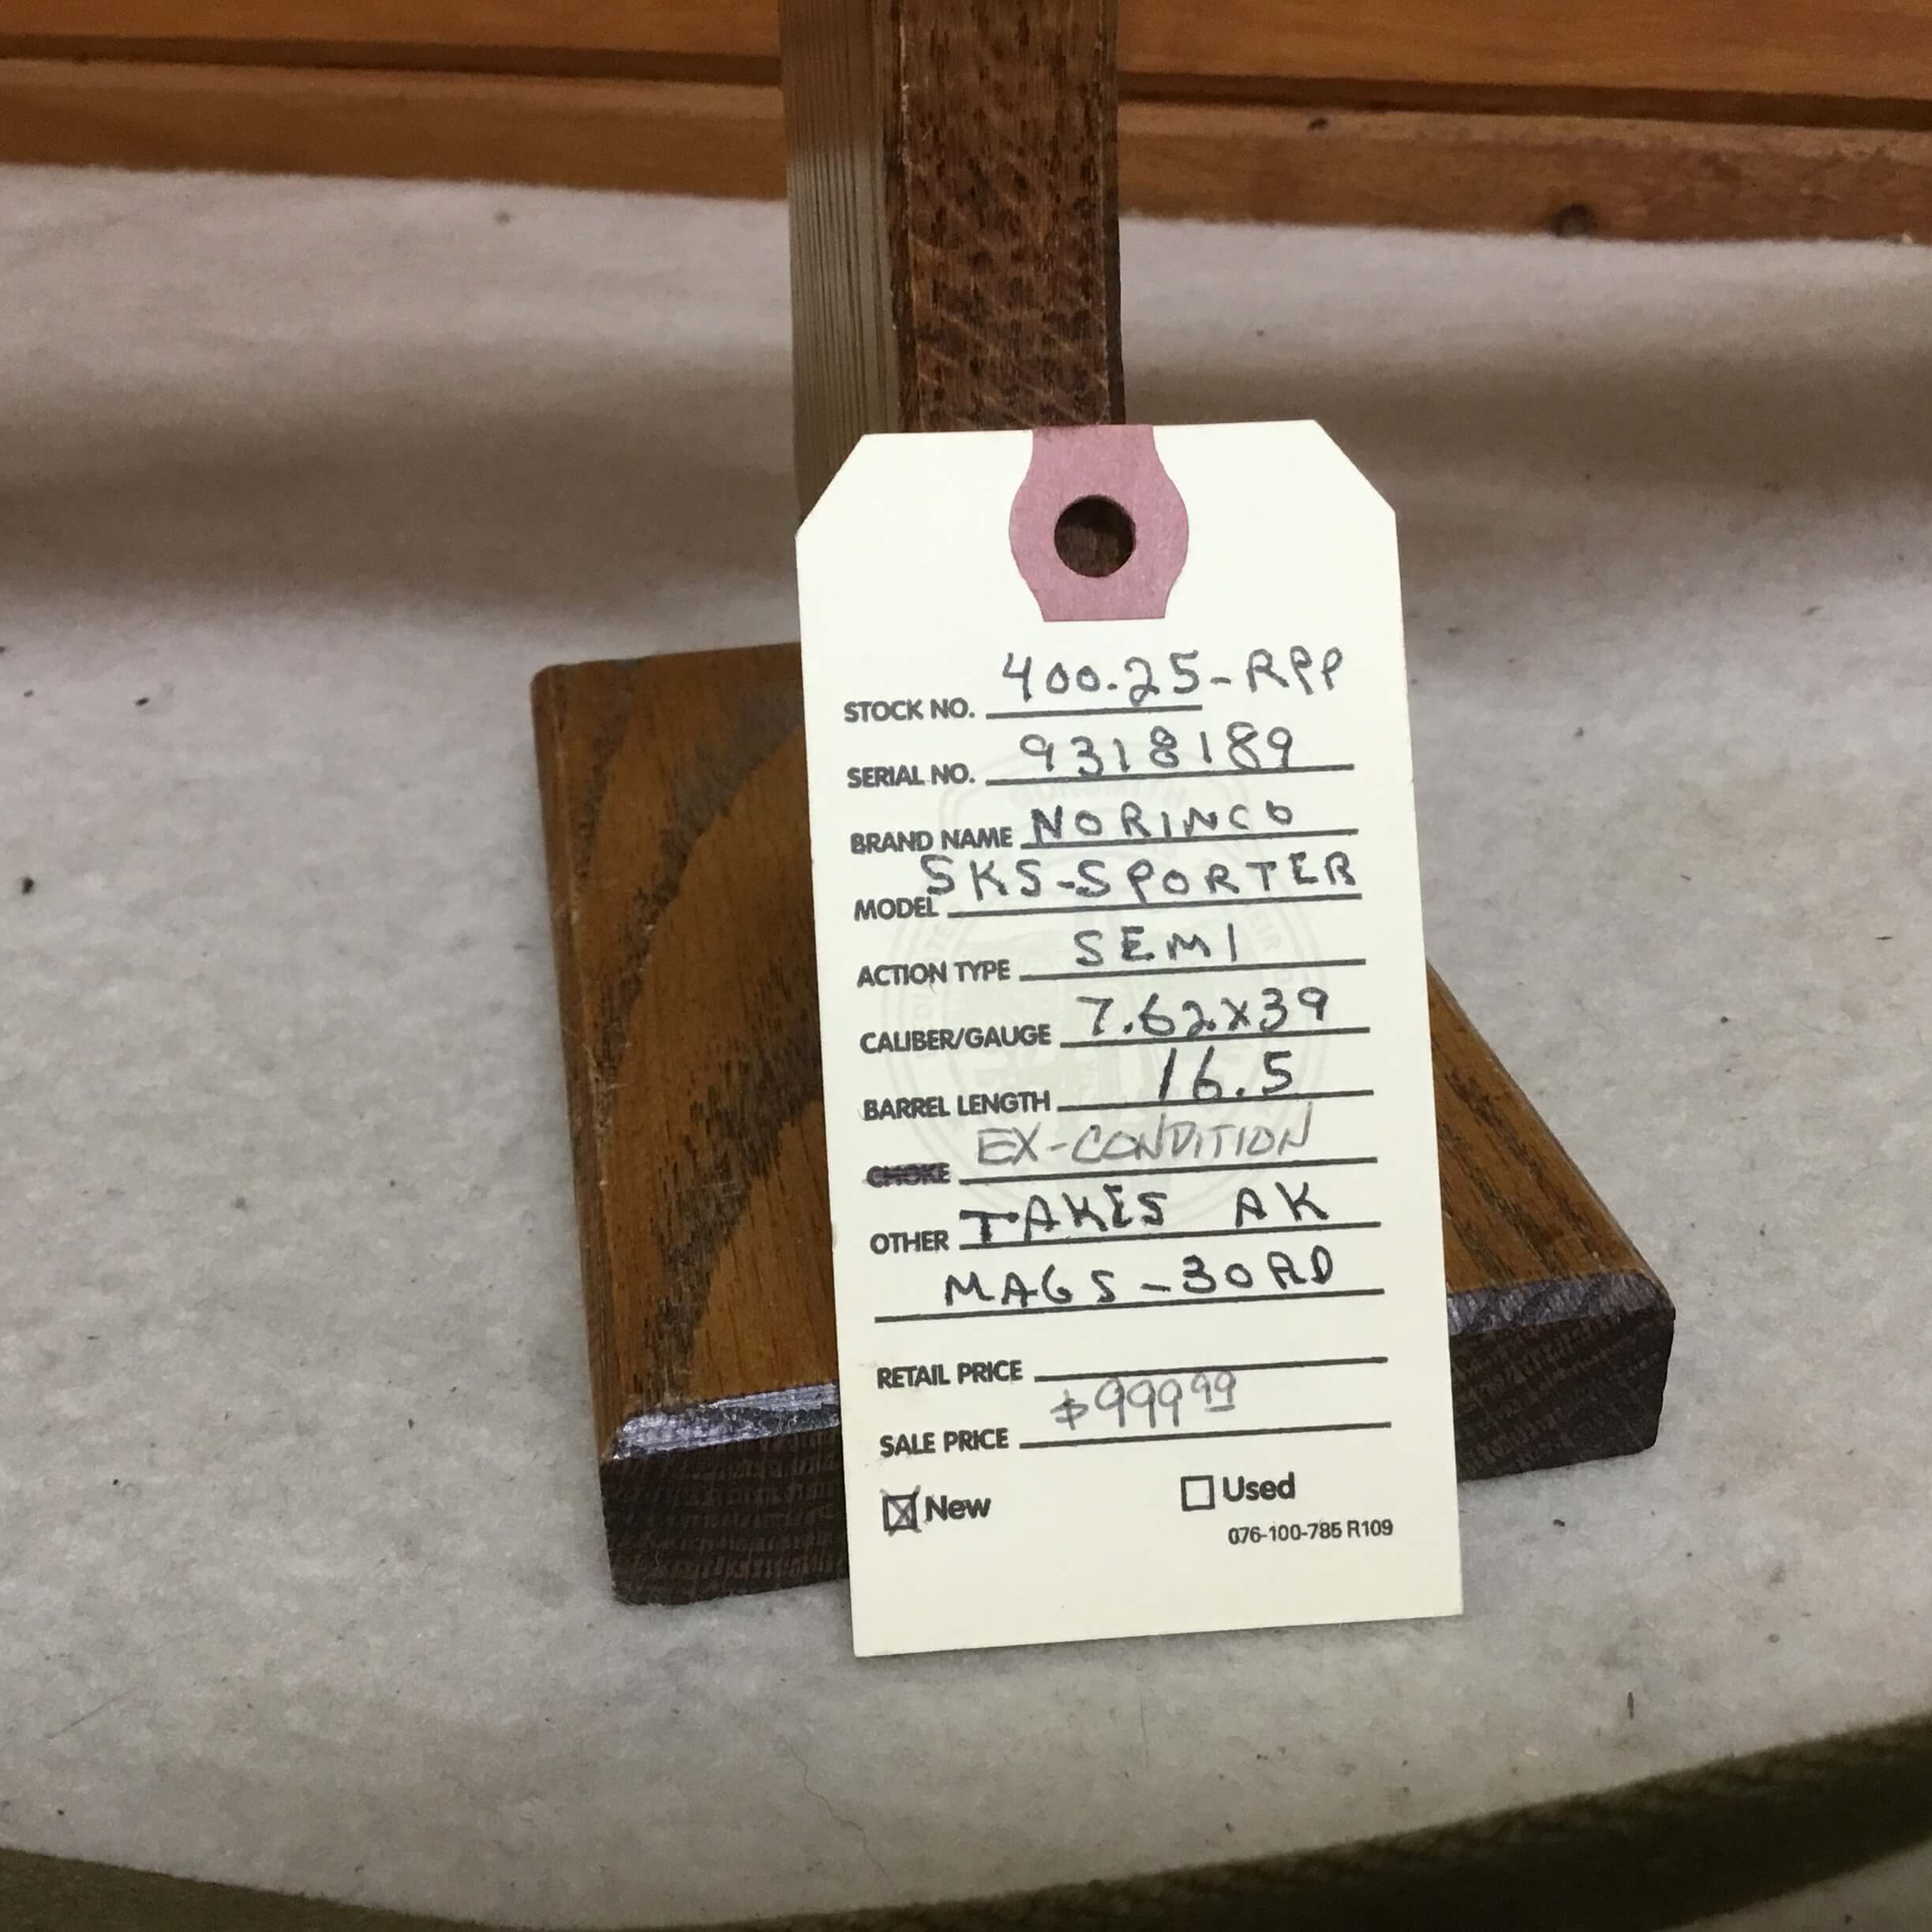 STOCK NO. 400.25-RPP
SERIAL NO. 9318189
BRAND NAME NORINCO
MODEL SKS-SPORTER
ACTION TYPE SEMI
CALIBER/GAUGE 7.62x39
BARREL LENGTH 16.5
CHOKE EX-CONDITION
OTHER TAKES AK
MAGS-30RD
RETAIL PRICE
SALE PRICE $999.99
New Used
076-100-785 R109